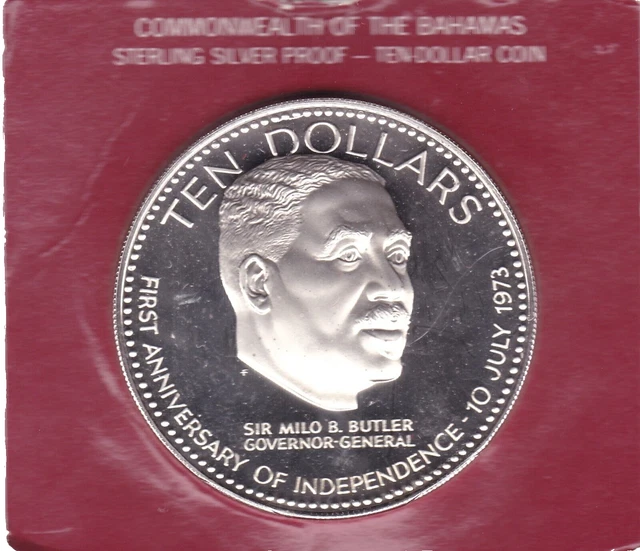 COMMONWEALTH OF THE BAHAMAS
STERLING SILVER PROOF — TEN-DOLLAR COIN
TEN DOLLARS
FIRST ANNIVERSARY OF INDEPENDENCE - 10 JULY 1973
SIR MILO B. BUTLER
GOVERNOR-GENERAL